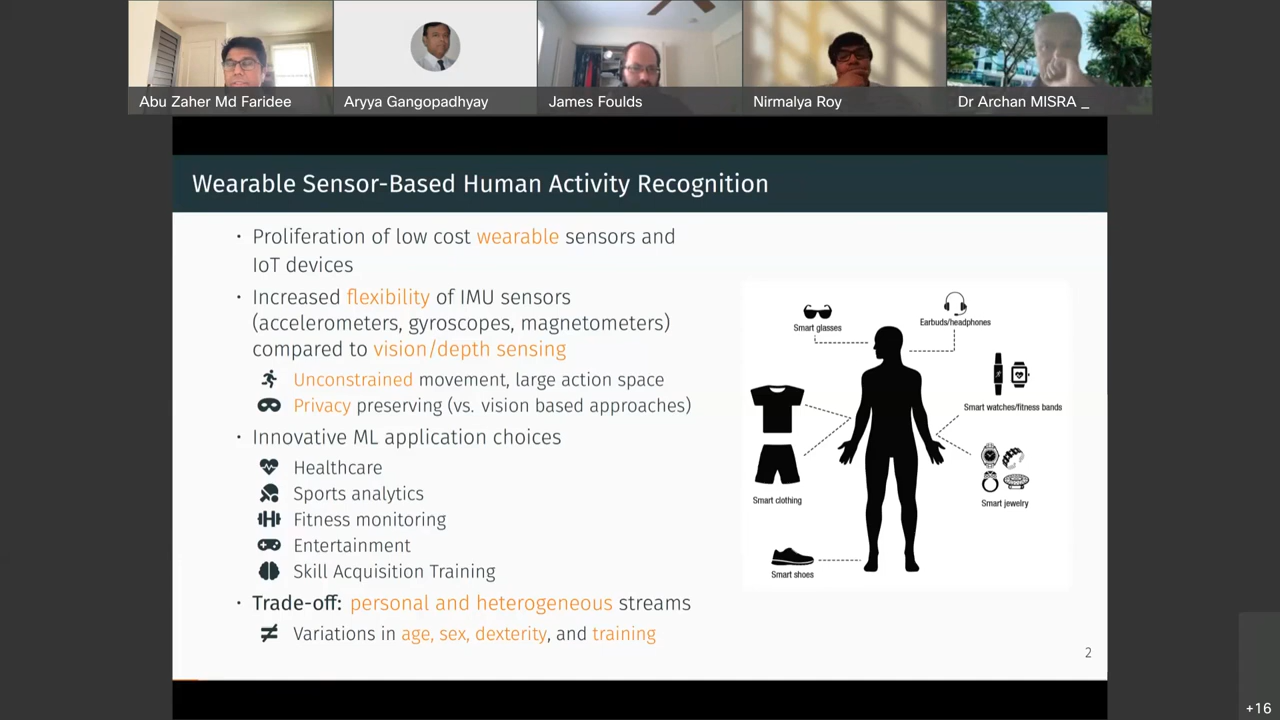 Abu Zaher Md Faridee
Aryya Gangopadhyay
James Foulds
Nirmalya Roy
Dr Archan MISRA _
Wearable Sensor-Based Human Activity Recognition
· Proliferation of low cost wearable sensors and
IoT devices
· Increased flexibility of IMU sensors
(accelerometers, gyroscopes, magnetometers)
compared to vision/depth sensing
Unconstrained movement, large action space
Privacy preserving (vs. vision based approaches)
· Innovative ML application choices
Healthcare
Sports analytics
Fitness monitoring
Entertainment
Skill Acquisition Training
· Trade-off: personal and heterogeneous streams
≠ Variations in age, sex, dexterity, and training
Smart glasses
Earbuds/headphones
Smart watches/fitness bands
Smart clothing
Smart jewelry
Smart shoes
2
+16